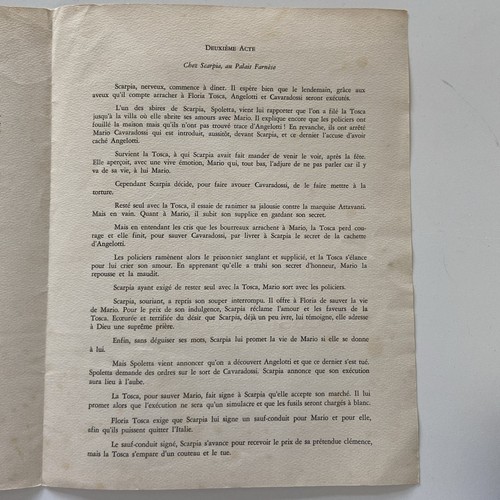 DEUXIÈME ACTE
Chez Scarpia, au Palais Farnèse
Scarpia, nerveux, commence à dîner. Il espère bien que le lendemain, grâce aux
aveux qu'il compte arracher à Floria Tosca, Angelotti et Cavaradossi seront exécutés.
L'un des sbires de Scarpia, Spoletta, vient lui rapporter que l'on a filé la Tosca
jusqu'à la villa où elle abrite ses amours avec Mario. Il explique encore que les policiers ont
fouillé la maison mais qu'ils n'ont pas trouvé trace d'Angelotti ! En revanche, ils ont arrêté
Mario Cavaradossi qui est introduit, aussitôt, devant Scarpia, et ce dernier l'accuse d'avoir
caché Angelotti.
Survient la Tosca, à qui Scarpia avait fait mander de venir le voir, après la fête.
Elle aperçoit, avec une vive émotion, Mario qui, tout bas, l'adjure de ne pas parler car il y
va de sa vie, à lui Mario.
Cependant Scarpia décide, pour faire avouer Cavaradossi, de le faire mettre à la
torture.
Resté seul avec la Tosca, il essaie de ranimer sa jalousie contre la marquise Attavanti.
Mais en vain. Quant à Mario, il subit son supplice en gardant son secret.
Mais en entendant les cris que les bourreaux arrachent à Mario, la Tosca perd cou-
rage et elle finit, pour sauver Cavaradossi, par livrer à Scarpia le secret de la cachette
d'Angelotti.
Les policiers ramènent alors le prisonnier sanglant et supplicié, et la Tosca s'élance
pour lui crier son amour. En apprenant qu'elle a trahi son secret d'honneur, Mario la
repousse et la maudit.
Scarpia ayant exigé de rester seul avec la Tosca, Mario sort avec les policiers.
Scarpia, souriant, a repris son souper interrompu. Il offre à Floria de sauver la vie
de Mario. Pour le prix de son indulgence, Scarpia réclame l'amour et les faveurs de la
Tosca. Ecœurée et terrifiée du désir que Scarpia, déjà un peu ivre, lui témoigne, elle adresse
à Dieu une suprême prière.
Enfin, sans déguiser ses mots, Scarpia lui promet la vie de Mario si elle se donne
à lui.
Mais Spoletta vient annoncer qu'on a découvert Angelotti et que ce dernier s'est tué.
Spoletta demande des ordres sur le sort de Cavaradossi. Scarpia annonce que son exécution
aura lieu à l'aube.
La Tosca, pour sauver Mario, fait signe à Scarpia qu'elle accepte son marché. Il lui
promet alors que l'exécution ne sera qu'un simulacre et que les fusils seront chargés à blanc.
Floria Tosca exige que Scarpia lui signe un sauf-conduit pour Mario et pour elle,
afin qu'ils puissent quitter l'Italie.
Le sauf-conduit signé, Scarpia s'avance pour recevoir le prix de sa prétendue clémence,
mais la Tosca s'empare d'un couteau et le tue.